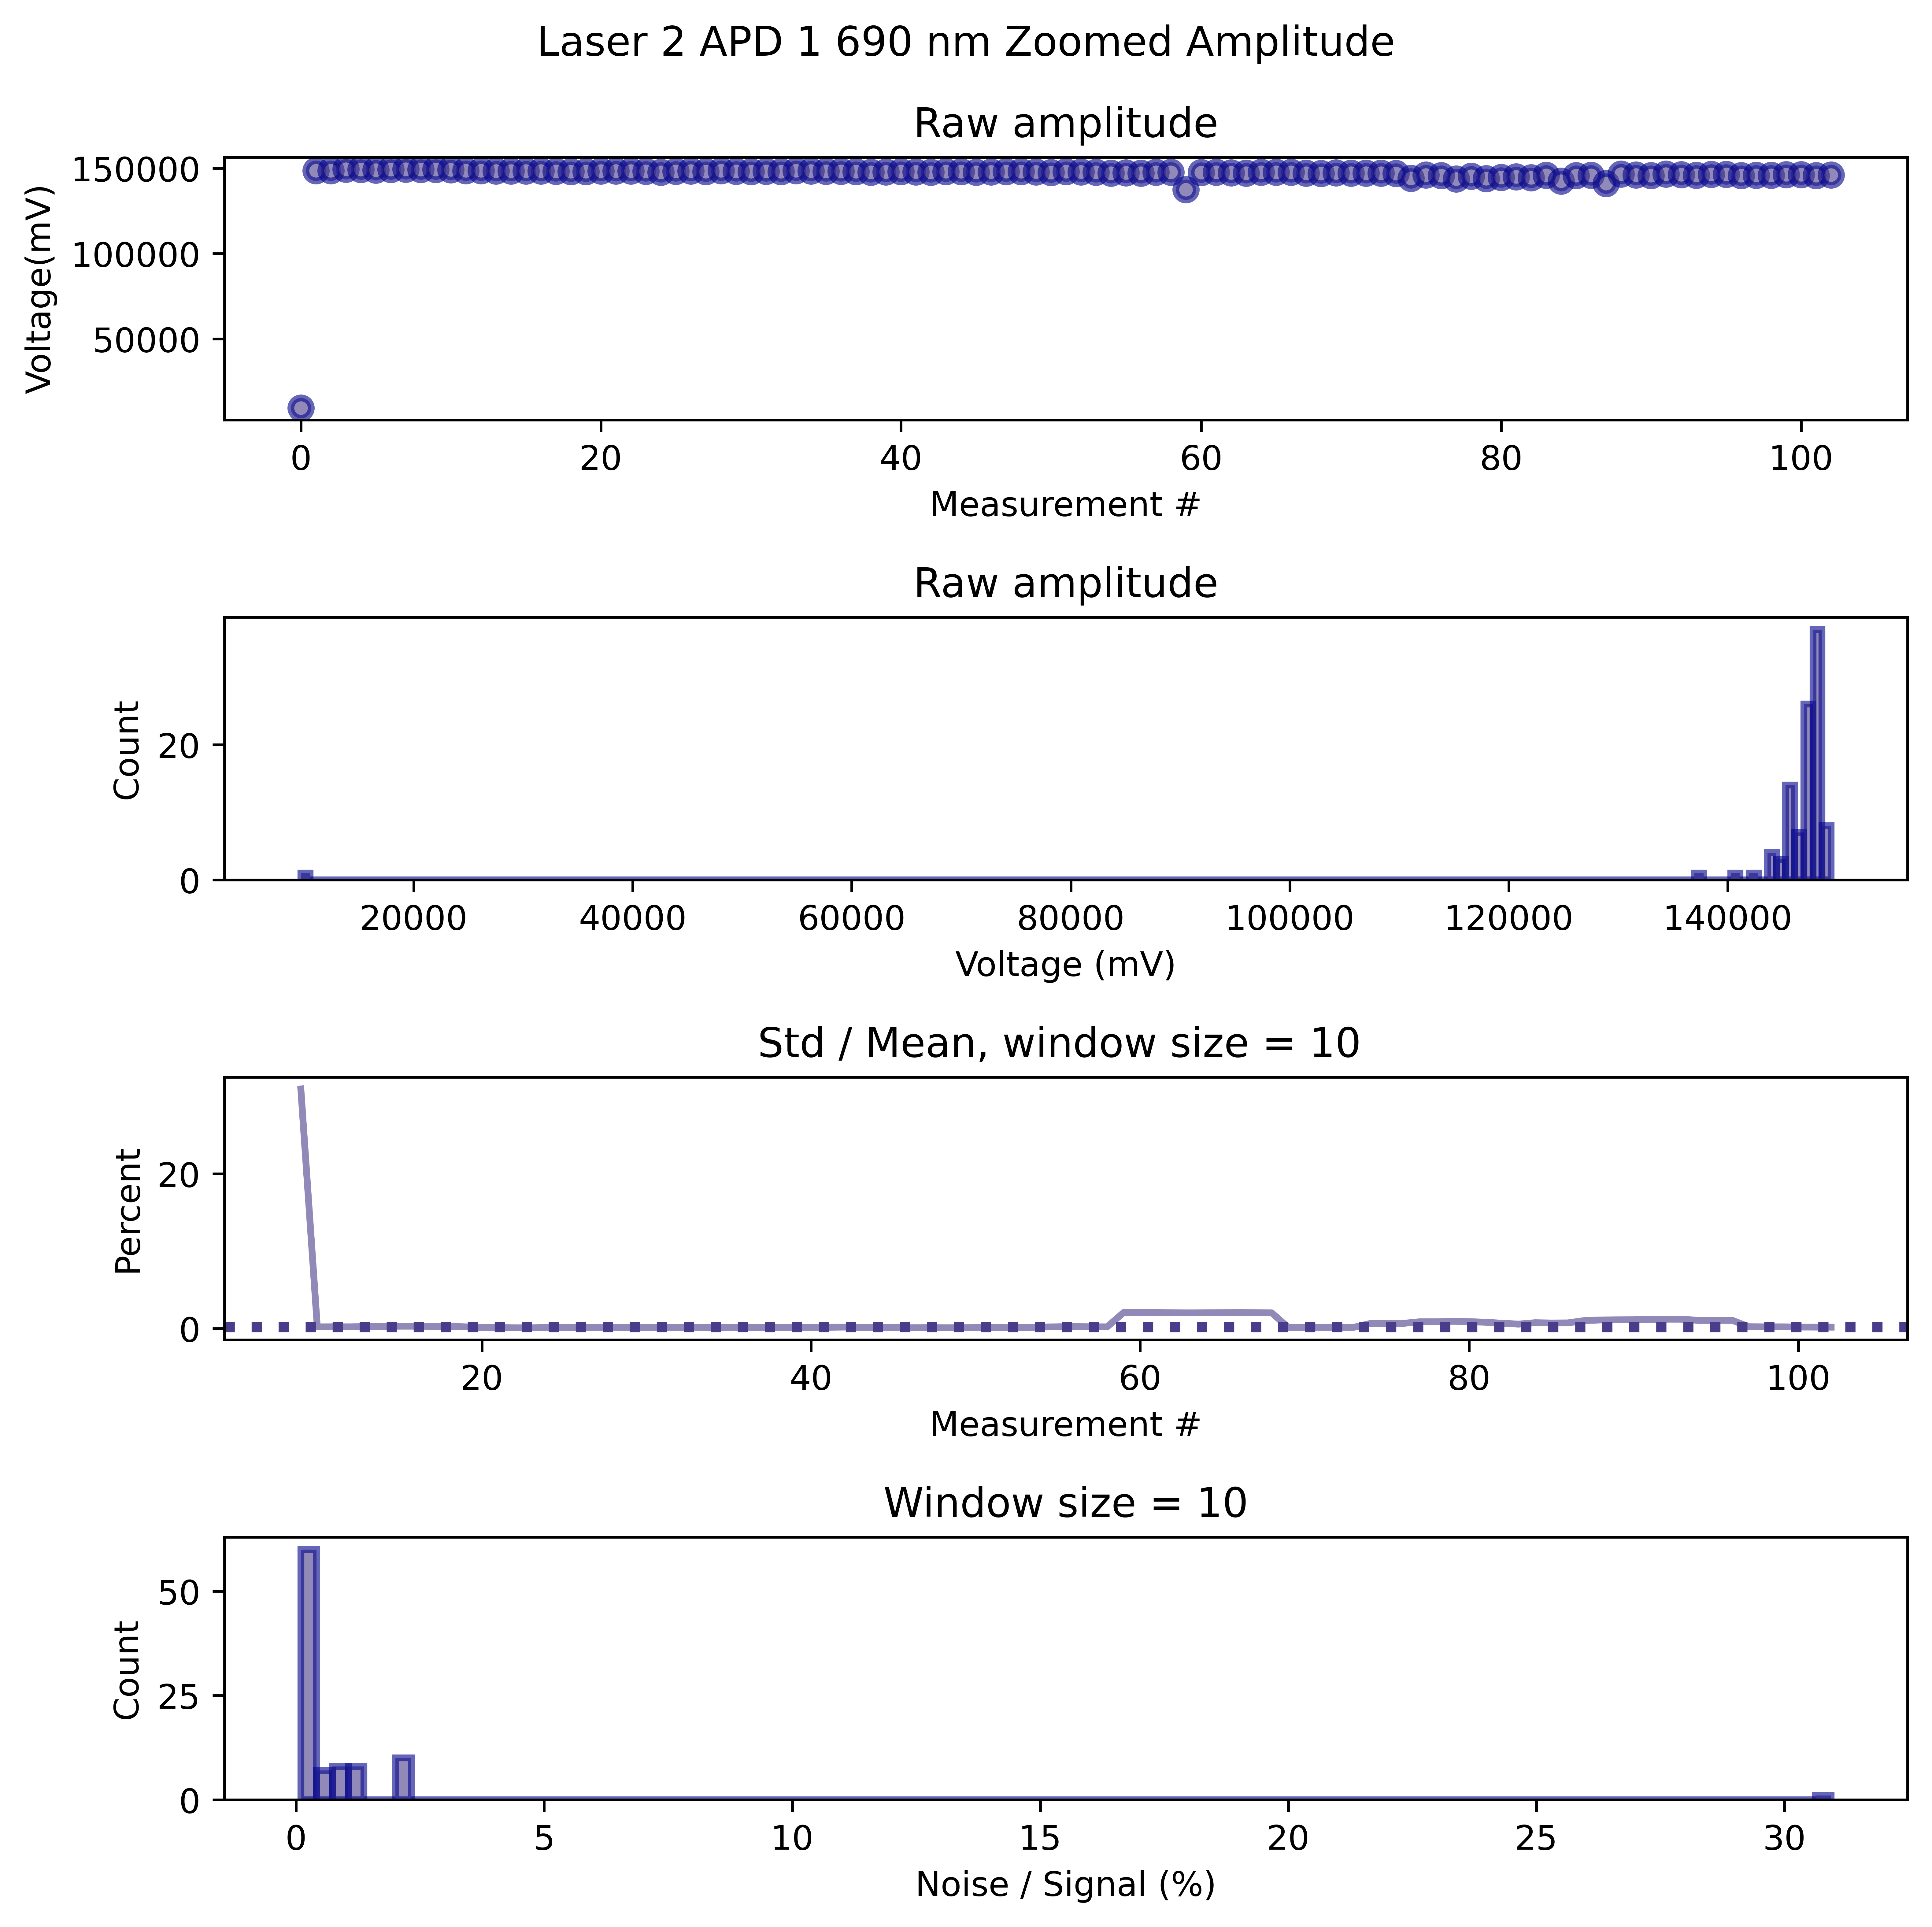 Laser 2 APD 1 690 nm Zoomed Amplitude
Raw amplitude
Voltage(mV)
150000
100000
50000
0 20 40 60 80 100
Measurement #
Raw amplitude
Count
20
0
20000 40000 60000 80000 100000 120000 140000
Voltage (mV)
Std / Mean, window size = 10
Percent
20
0
20 40 60 80 100
Measurement #
Window size = 10
Count
50
25
0
0 5 10 15 20 25 30
Noise / Signal (%)